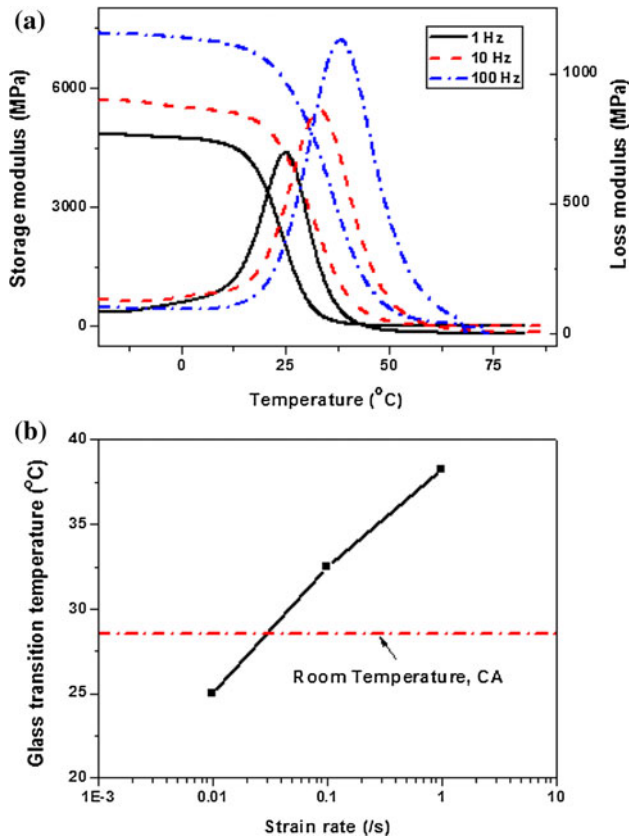 (a)
1 Hz
10 Hz
100 Hz
Storage modulus (MPa)
6000
3000
0
Loss modulus (MPa)
1000
500
0
0 25 50 75
Temperature (°C)
(b)
Glass transition temperature (°C)
40
35
30
25
20
Room Temperature, CA
1E-3 0.01 0.1 1 10
Strain rate (/s)